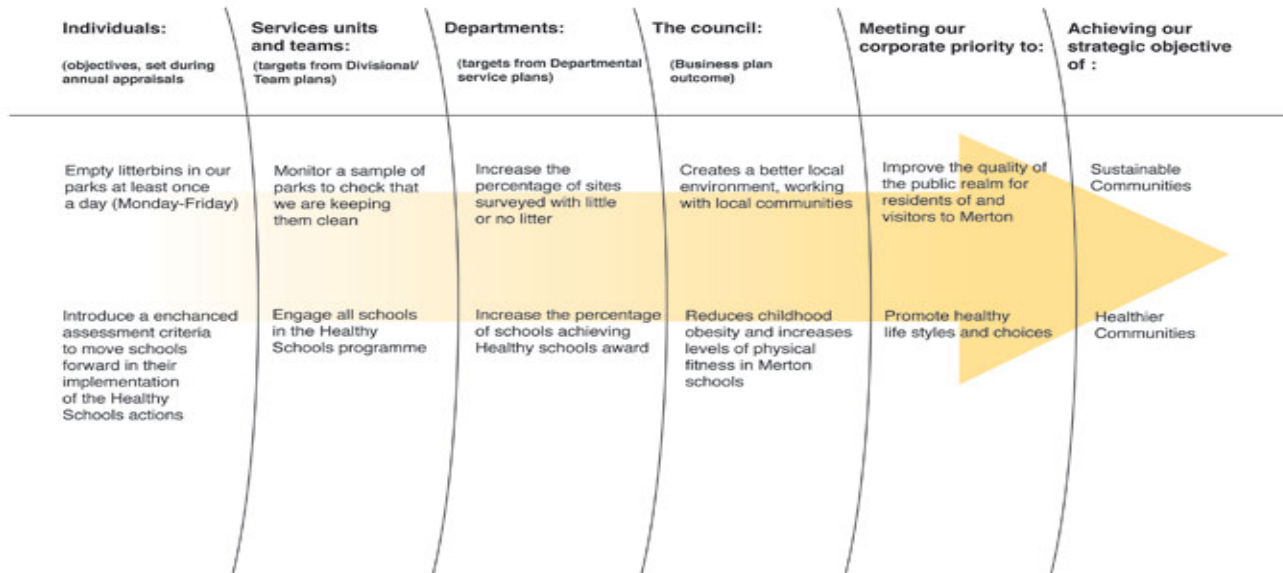 Individuals:
(objectives, set during
annual appraisals
Services units
and teams:
(targets from Divisional/
Team plans)
Departments:
(targets from Departmental
service plans)
The council:
(Business plan
outcome)
Meeting our
corporate priority to:
Achieving our
strategic objective
of :
Empty litterbins in our
parks at least once
a day (Monday-Friday)
Monitor a sample of
parks to check that
we are keeping
them clean
Increase the
percentage of sites
surveyed with little
or no litter
Creates a better local
environment, working
with local communities
Improve the quality of
the public realm for
residents of and
visitors to Merton
Sustainable
Communities
Introduce a enchanced
assessment criteria
to move schools
forward in their
implementation
of the Healthy
Schools actions
Engage all schools
in the Healthy
Schools programme
Increase the percentage
of schools achieving
Healthy schools award
Reduces childhood
obesity and increases
levels of physical
fitness in Merton
schools
Promote healthy
life styles and choices
Healthier
Communities